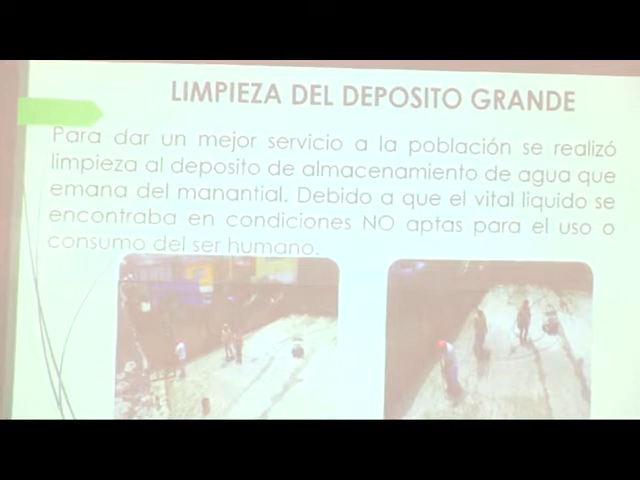 LIMPIEZA DEL DEPOSITO GRANDE
Para dar un mejor servicio a la población se realizó
limpieza al deposito de almacenamiento de agua que
emana del manantial. Debido a que el vital liquido se
encontraba en condiciones NO aptas para el uso o
consumo del ser humano.